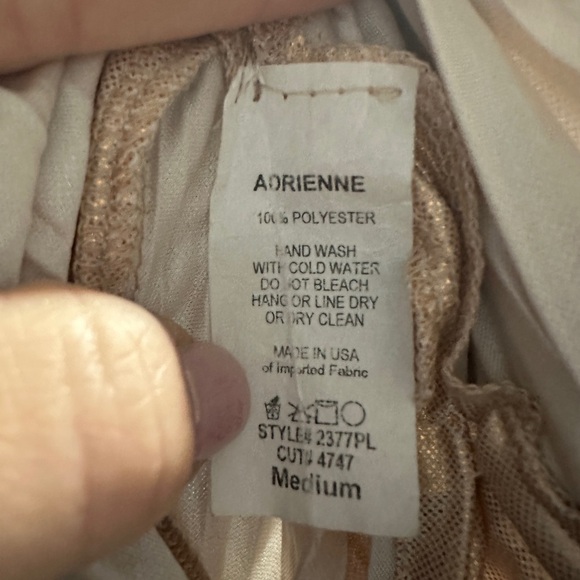 ADRIENNE
100% POLYESTER
HAND WASH
WITH COLD WATER
DO NOT BLEACH
HANG OR LINE DRY
OR DRY CLEAN
MADE IN USA
of Imported Fabric
STYLE# 2377PL
CUT# 4747
Medium